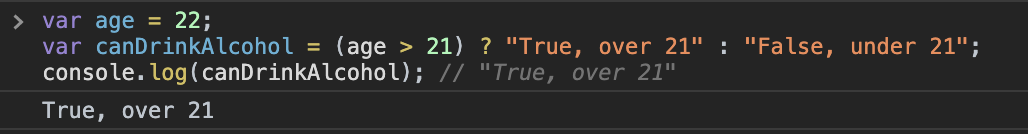 > var age = 22;
var canDrinkAlcohol = (age > 21) ? "True, over 21" : "False, under 21";
console.log(canDrinkAlcohol); // "True, over 21"
True, over 21